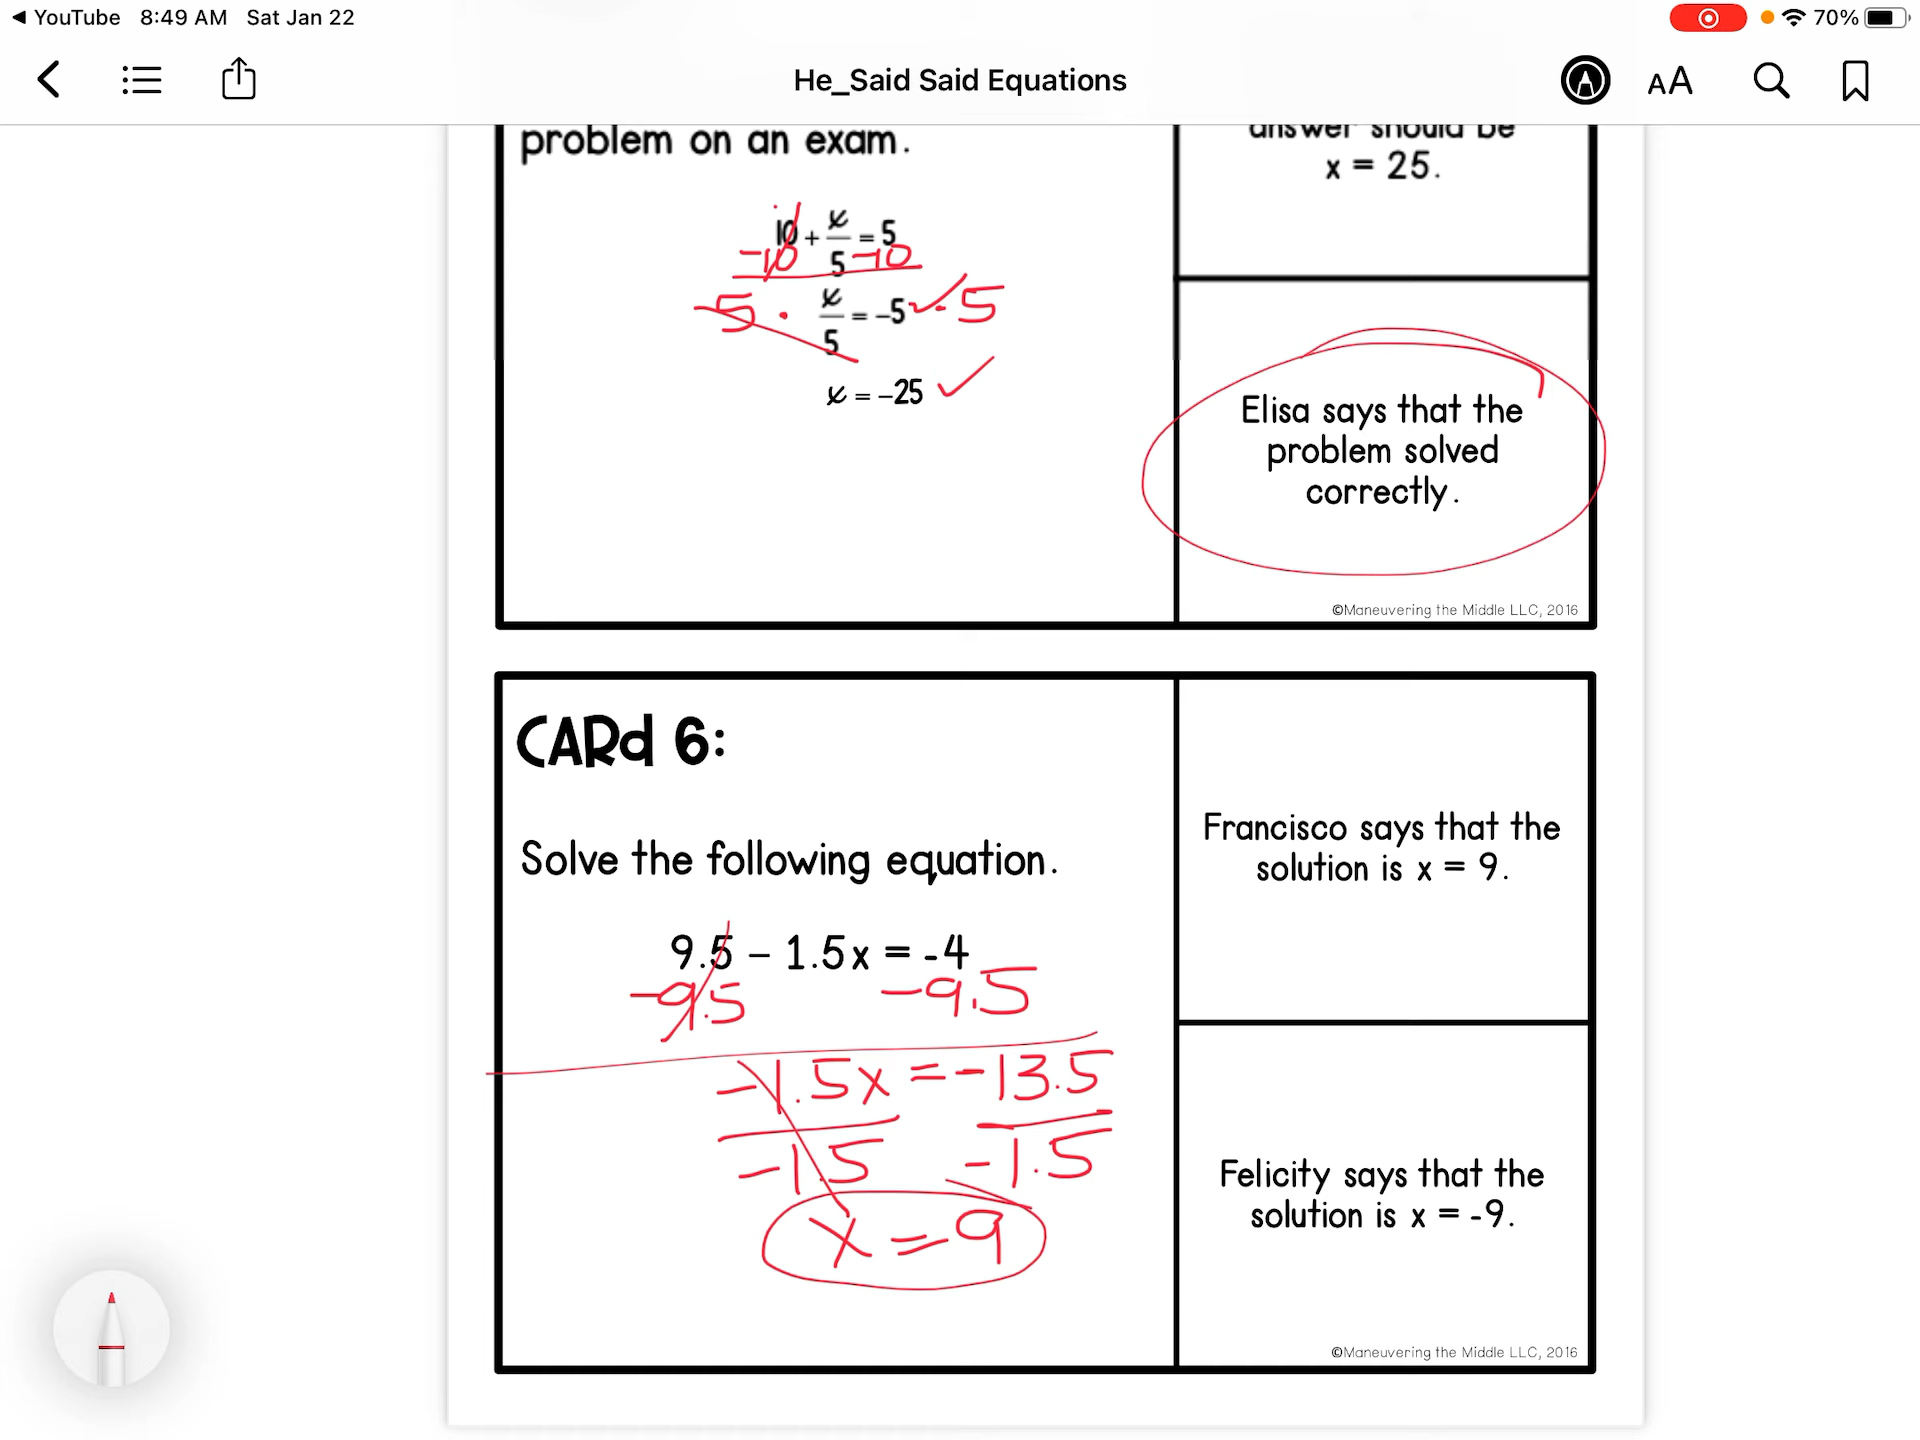 YouTube 8:49 AM Sat Jan 22
70%
He_Said Said Equations
AA
problem on an exam.
10 + x/5 = 5
-10 -10
5 · x/5 = -5 · 5
x = -25
answer should be
x = 25.
Elisa says that the
problem solved
correctly.
©Maneuvering the Middle LLC, 2016
CARd 6:
Solve the following equation.
9.5 – 1.5x = -4
-9.5 -9.5
-1.5x = -13.5
-1.5 -1.5
x = 9
Francisco says that the
solution is x = 9.
Felicity says that the
solution is x = -9.
©Maneuvering the Middle LLC, 2016